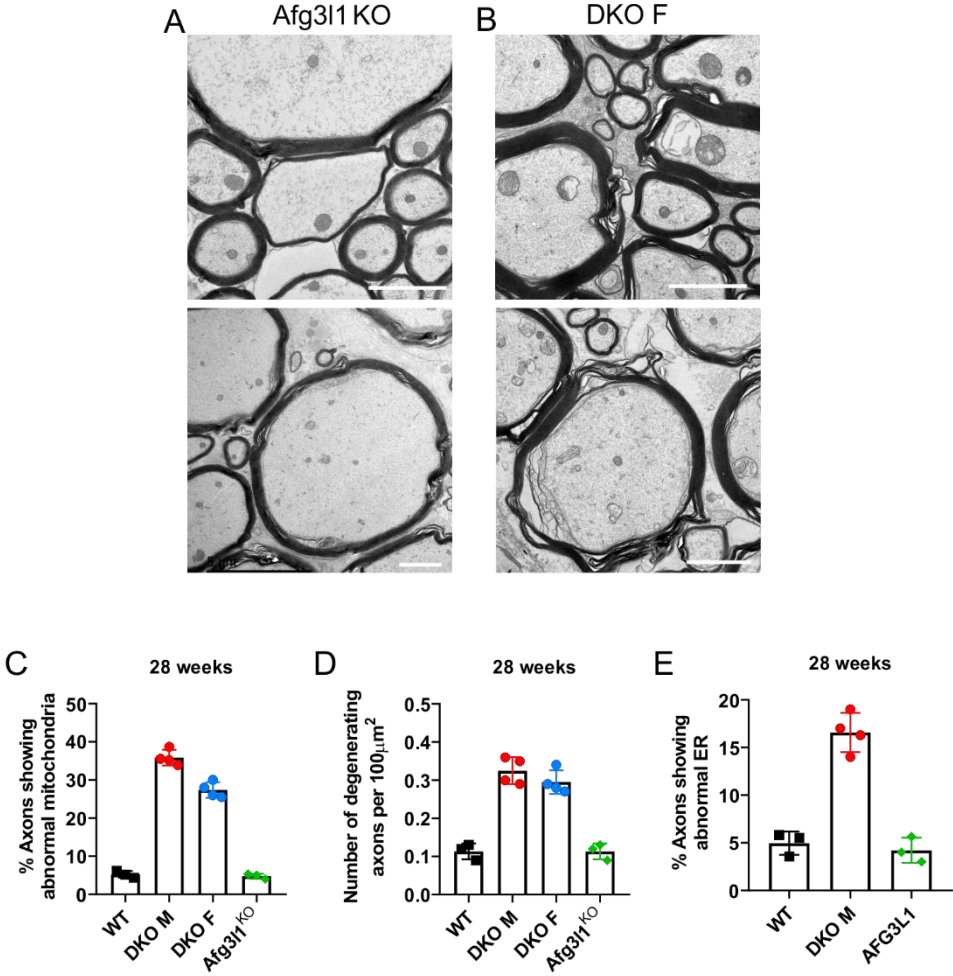 A
Afg3l1 KO
B
DKO F
C
28 weeks
% Axons showing
abnormal mitochondria
50
40
30
20
10
0
WT
DKO M
DKO F
Afg3l1KO
D
28 weeks
Number of degenerating
axons per 100μm2
0.5
0.4
0.3
0.2
0.1
0.0
WT
DKO M
DKO F
Afg3l1KO
E
28 weeks
% Axons showing
abnormal ER
20
15
10
5
0
WT
DKO M
AFG3L1